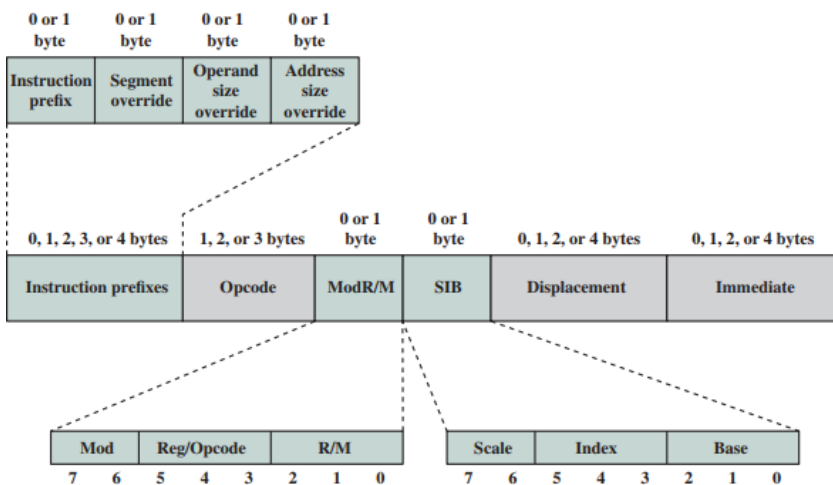 0 or 1 byte
0 or 1 byte
0 or 1 byte
0 or 1 byte
Instruction prefix
Segment override
Operand size override
Address size override
0, 1, 2, 3, or 4 bytes
1, 2, or 3 bytes
0 or 1 byte
0 or 1 byte
0, 1, 2, or 4 bytes
0, 1, 2, or 4 bytes
Instruction prefixes
Opcode
ModR/M
SIB
Displacement
Immediate
Mod
Reg/Opcode
R/M
Scale
Index
Base
7 6 5 4 3 2 1 0
7 6 5 4 3 2 1 0